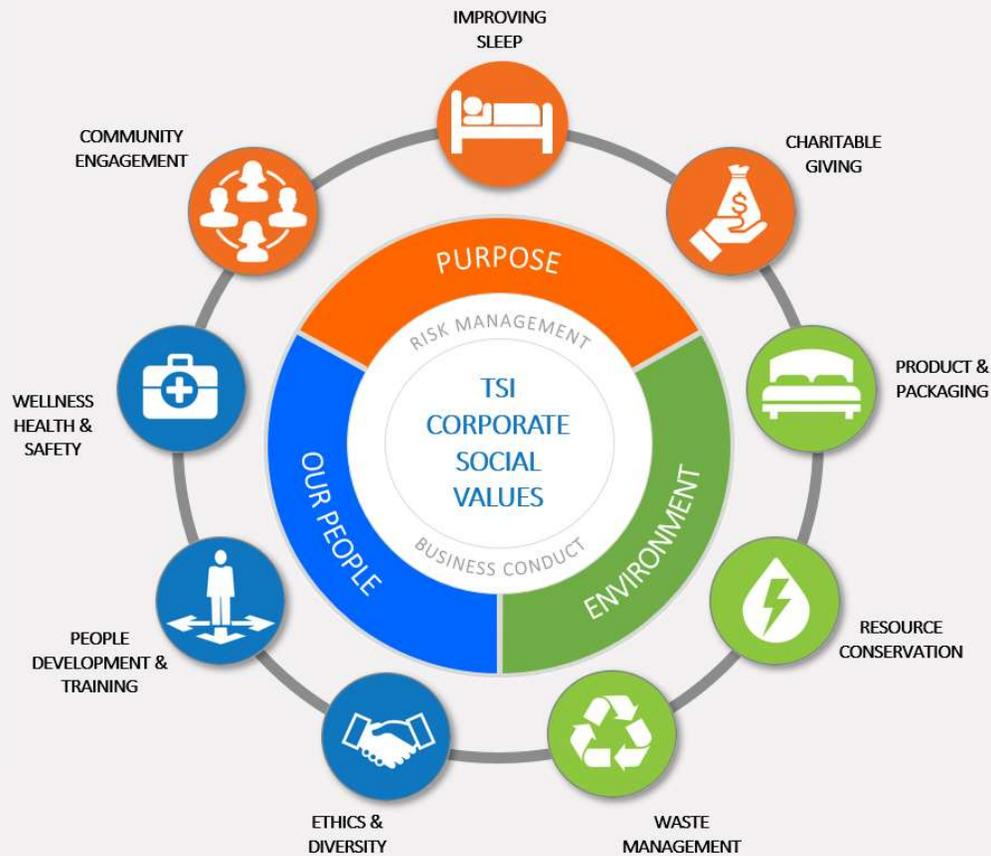 IMPROVING
SLEEP
COMMUNITY
ENGAGEMENT
CHARITABLE
GIVING
$
PURPOSE
RISK MANAGEMENT
TSI
CORPORATE
SOCIAL
VALUES
BUSINESS CONDUCT
OUR PEOPLE
ENVIRONMENT
PRODUCT &
PACKAGING
WELLNESS
HEALTH &
SAFETY
RESOURCE
CONSERVATION
PEOPLE
DEVELOPMENT &
TRAINING
ETHICS &
DIVERSITY
WASTE
MANAGEMENT